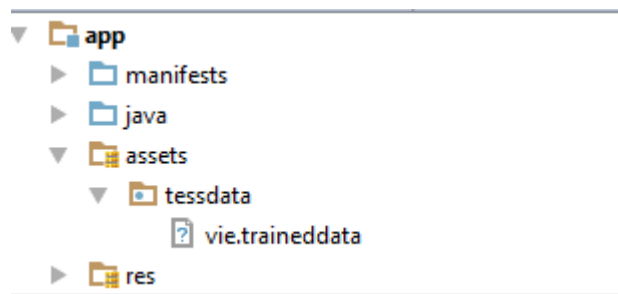 app
manifests
java
assets
tessdata
vie.traineddata
res